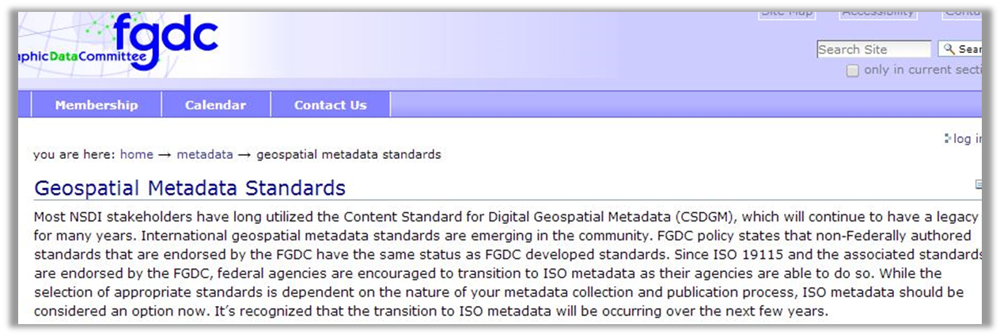 fgdc
aphicDataCommittee
Site Map Accessibility Conta
Search Site Sear
only in current secti
Membership Calendar Contact Us
log in
you are here: home → metadata → geospatial metadata standards
Geospatial Metadata Standards
Most NSDI stakeholders have long utilized the Content Standard for Digital Geospatial Metadata (CSDGM), which will continue to have a legacy
for many years. International geospatial metadata standards are emerging in the community. FGDC policy states that non-Federally authored
standards that are endorsed by the FGDC have the same status as FGDC developed standards. Since ISO 19115 and the associated standards
are endorsed by the FGDC, federal agencies are encouraged to transition to ISO metadata as their agencies are able to do so. While the
selection of appropriate standards is dependent on the nature of your metadata collection and publication process, ISO metadata should be
considered an option now. It´s recognized that the transition to ISO metadata will be occurring over the next few years.